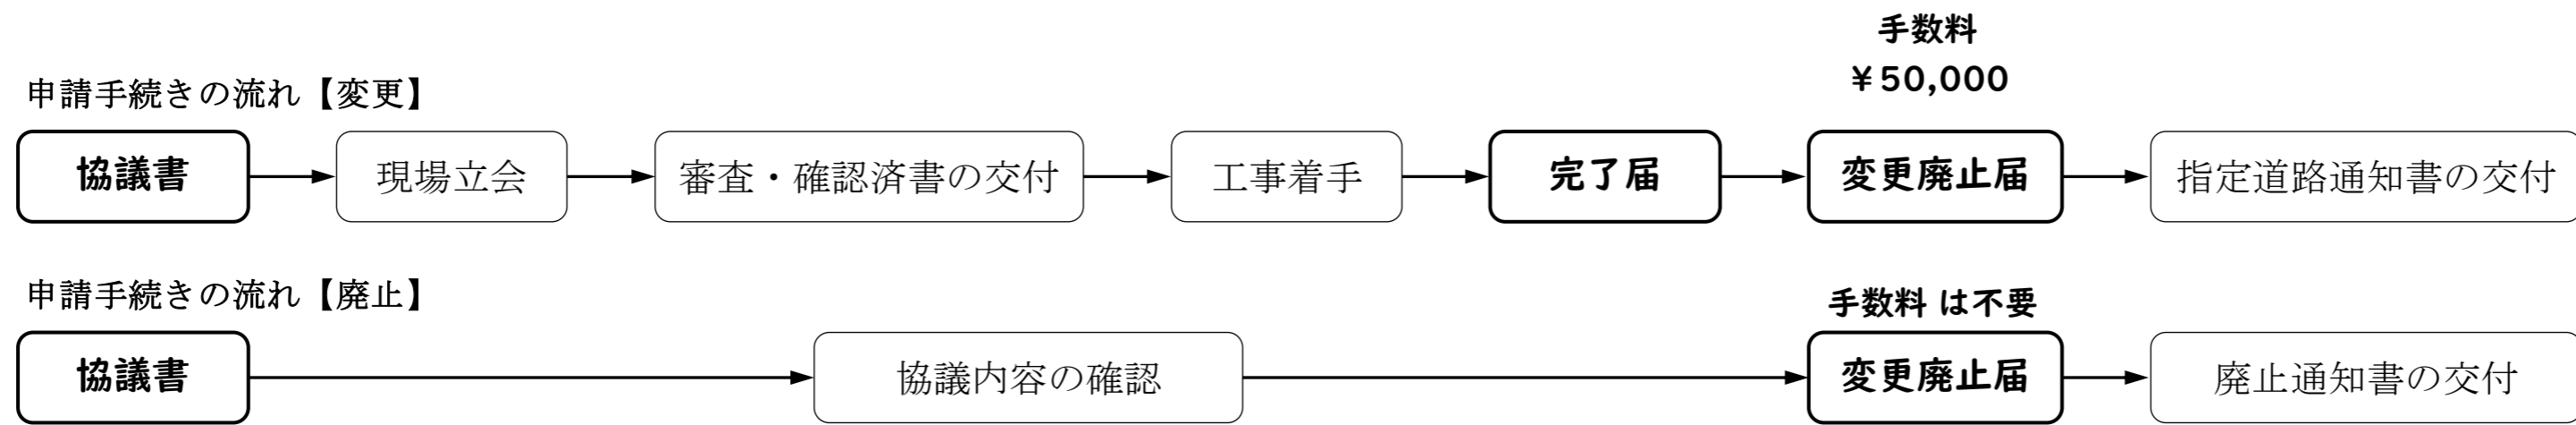 手数料
¥50,000
申請手続きの流れ【変更】
協議書
現場立会
審査・確認済書の交付
工事着手
完了届
変更廃止届
指定道路通知書の交付
申請手続きの流れ【廃止】
手数料 は不要
協議書
協議内容の確認
変更廃止届
廃止通知書の交付